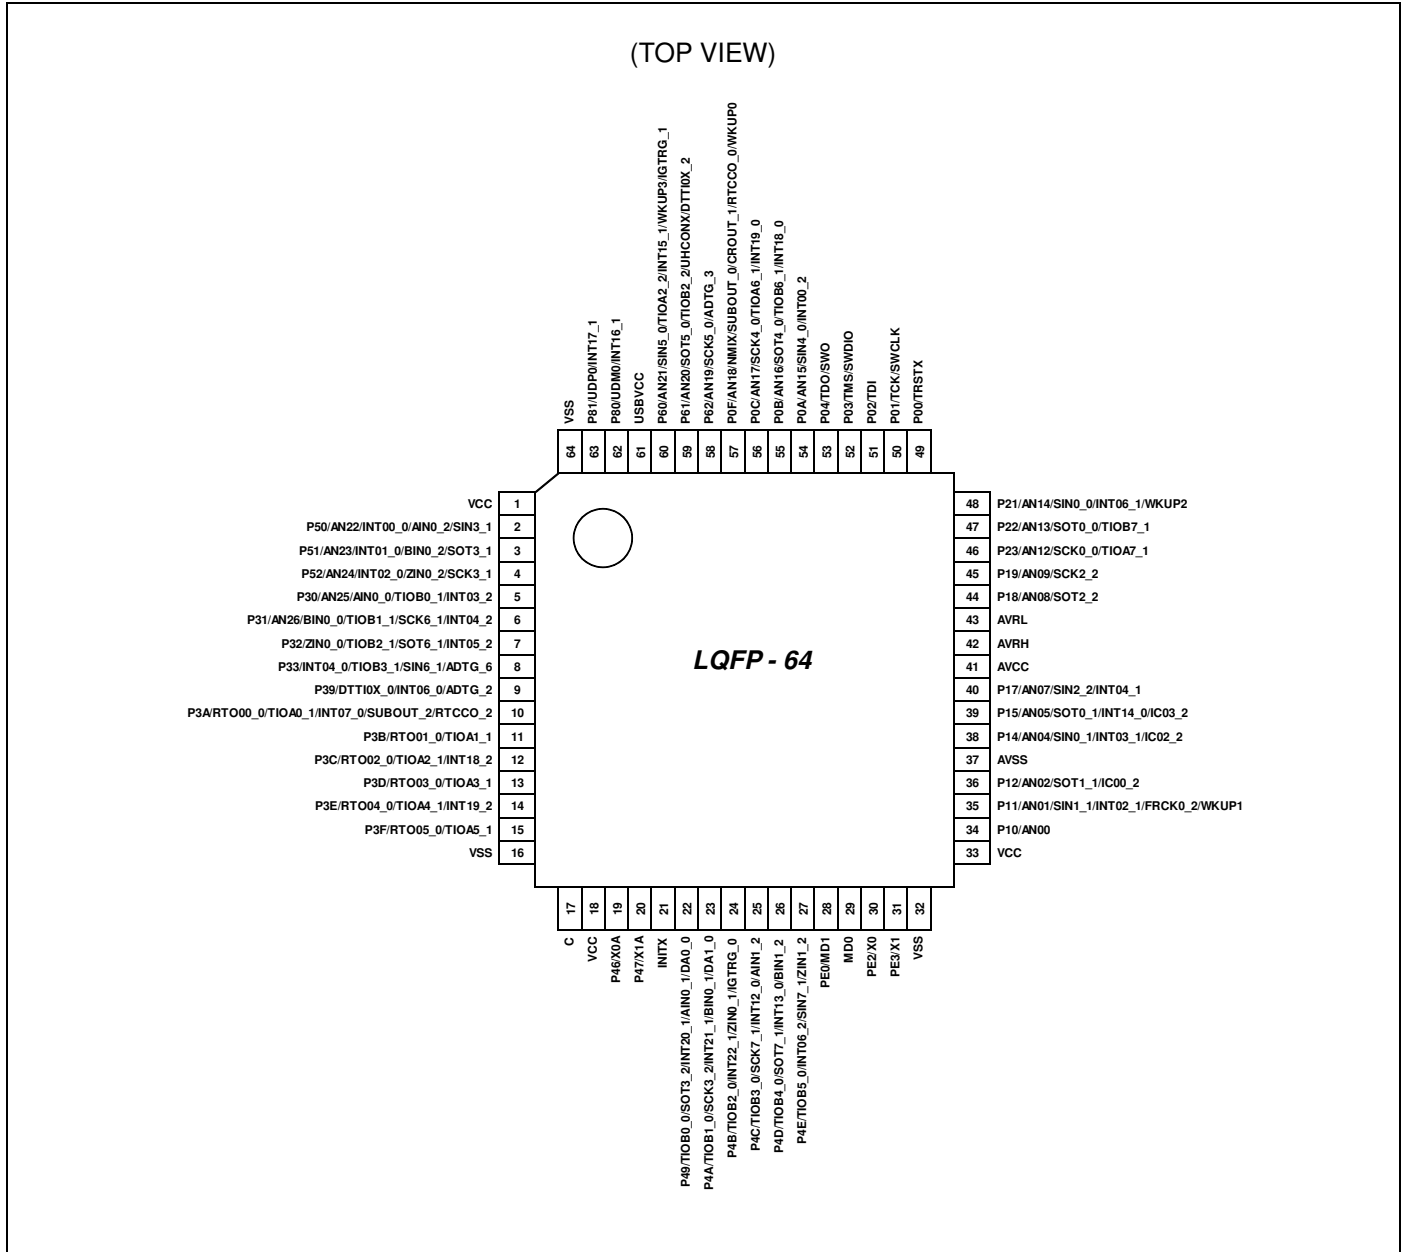 (TOP VIEW)
VSS
P81/UDP0/INT17_1
P80/UDM0/INT16_1
USBVCC
P60/AN21/SIN5_0/TIOA2_2/INT15_1/WKUP3/IGTRG_1
P61/AN20/SOT5_0/TIOB2_2/UHCONX/DTTI0X_2
P62/AN19/SCK5_0/ADTG_3
P0F/AN18/NMIX/SUBOUT_0/CROUT_1/RTCCO_0/WKUP0
P0C/AN17/SCK4_0/TIOA6_1/INT19_0
P0B/AN16/SOT4_0/TIOB6_1/INT18_0
P0A/AN15/SIN4_0/INT00_2
P04/TDO/SWO
P03/TMS/SWDIO
P02/TDI
P01/TCK/SWCLK
P00/TRSTX
64
63
62
61
60
59
58
57
56
55
54
53
52
51
50
49
VCC 1
P50/AN22/INT00_0/AIN0_2/SIN3_1 2
P51/AN23/INT01_0/BIN0_2/SOT3_1 3
P52/AN24/INT02_0/ZIN0_2/SCK3_1 4
P30/AN25/AIN0_0/TIOB0_1/INT03_2 5
P31/AN26/BIN0_0/TIOB1_1/SCK6_1/INT04_2 6
P32/ZIN0_0/TIOB2_1/SOT6_1/INT05_2 7
P33/INT04_0/TIOB3_1/SIN6_1/ADTG_6 8
P39/DTTI0X_0/INT06_0/ADTG_2 9
P3A/RTO00_0/TIOA0_1/INT07_0/SUBOUT_2/RTCCO_2 10
P3B/RTO01_0/TIOA1_1 11
P3C/RTO02_0/TIOA2_1/INT18_2 12
P3D/RTO03_0/TIOA3_1 13
P3E/RTO04_0/TIOA4_1/INT19_2 14
P3F/RTO05_0/TIOA5_1 15
VSS 16
LQFP - 64
48 P21/AN14/SIN0_0/INT06_1/WKUP2
47 P22/AN13/SOT0_0/TIOB7_1
46 P23/AN12/SCK0_0/TIOA7_1
45 P19/AN09/SCK2_2
44 P18/AN08/SOT2_2
43 AVRL
42 AVRH
41 AVCC
40 P17/AN07/SIN2_2/INT04_1
39 P15/AN05/SOT0_1/INT14_0/IC03_2
38 P14/AN04/SIN0_1/INT03_1/IC02_2
37 AVSS
36 P12/AN02/SOT1_1/IC00_2
35 P11/AN01/SIN1_1/INT02_1/FRCK0_2/WKUP1
34 P10/AN00
33 VCC
17
18
19
20
21
22
23
24
25
26
27
28
29
30
31
32
C
VCC
P46/X0A
P47/X1A
INITX
P49/TIOB0_0/SOT3_2/INT20_1/AIN0_1/DA0_0
P4A/TIOB1_0/SCK3_2/INT21_1/BIN0_1/DA1_0
P4B/TIOB2_0/INT22_1/ZIN0_1/IGTRG_0
P4C/TIOB3_0/SCK7_1/INT12_0/AIN1_2
P4D/TIOB4_0/SOT7_1/INT13_0/BIN1_2
P4E/TIOB5_0/INT06_2/SIN7_1/ZIN1_2
PE0/MD1
MD0
PE2/X0
PE3/X1
VSS